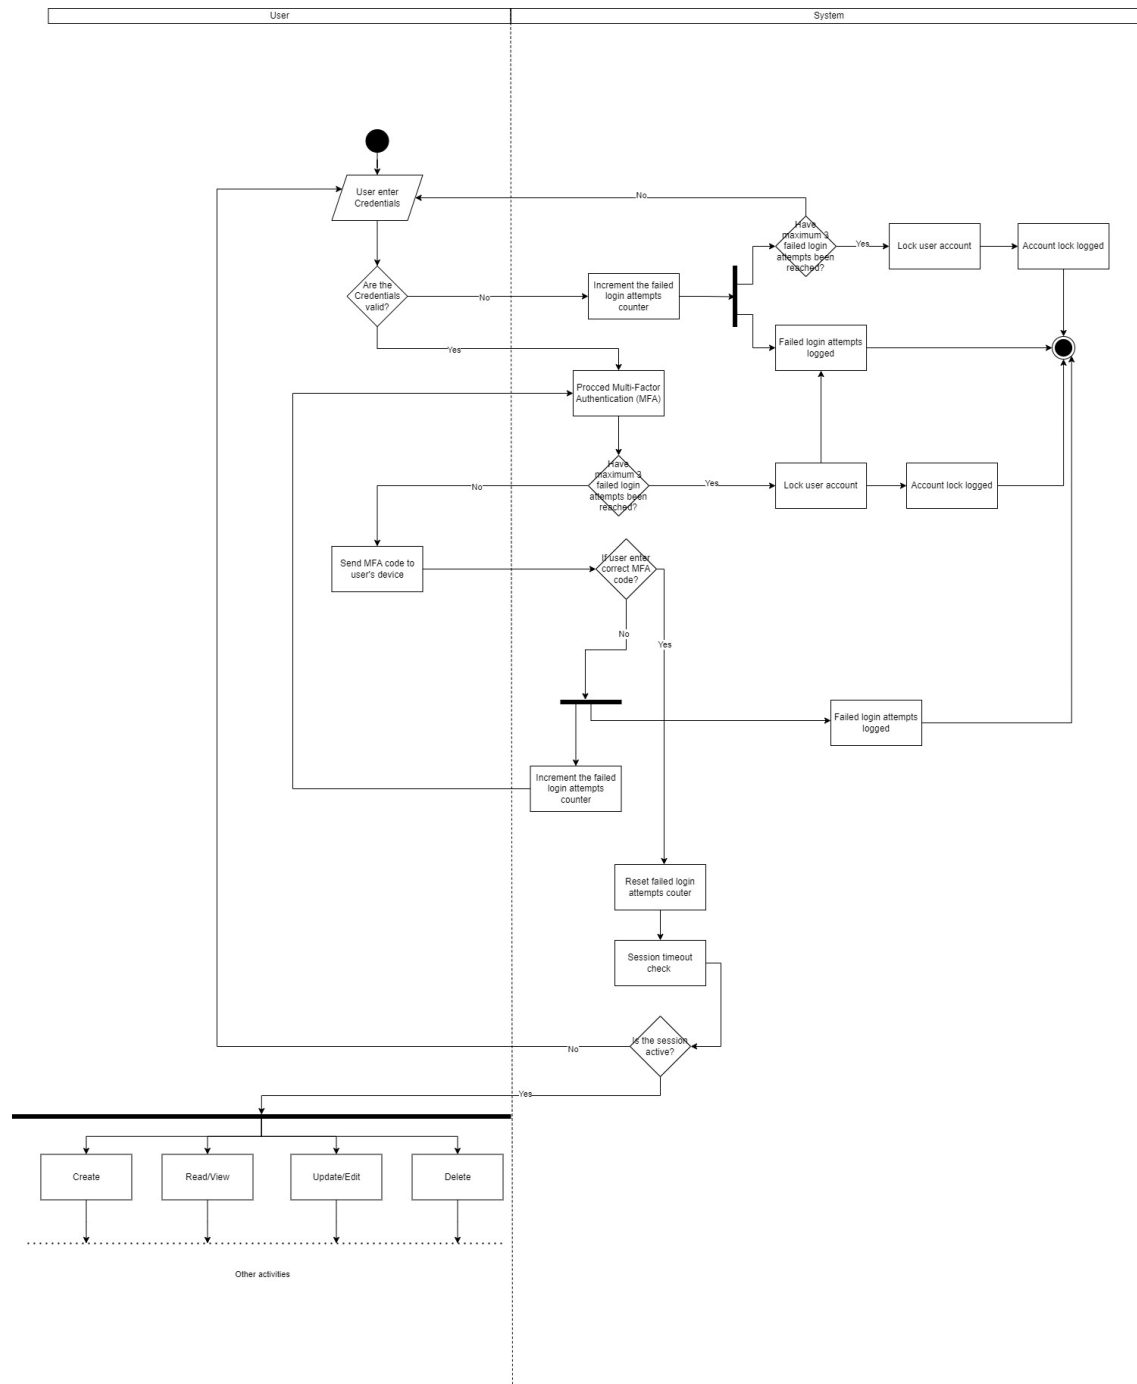 User
System
User enter
Credentials
No
Have
maximum 3
failed login
attempts been
reached?
Yes
Lock user account
Account lock logged
Are the
Credentials
valid?
No
Increment the failed
login attempts
counter
Failed login attempts
logged
Yes
Procced Multi-Factor
Authentication (MFA)
Have
maximum 3
failed login
attempts been
reached?
No
Yes
Lock user account
Account lock logged
Send MFA code to
user's device
If user enter
correct MFA
code?
No
Yes
Failed login attempts
logged
Increment the failed
login attempts
counter
Reset failed login
attempts couter
Session timeout
check
Is the session
active?
No
Yes
Create
Read/View
Update/Edit
Delete
Other activities